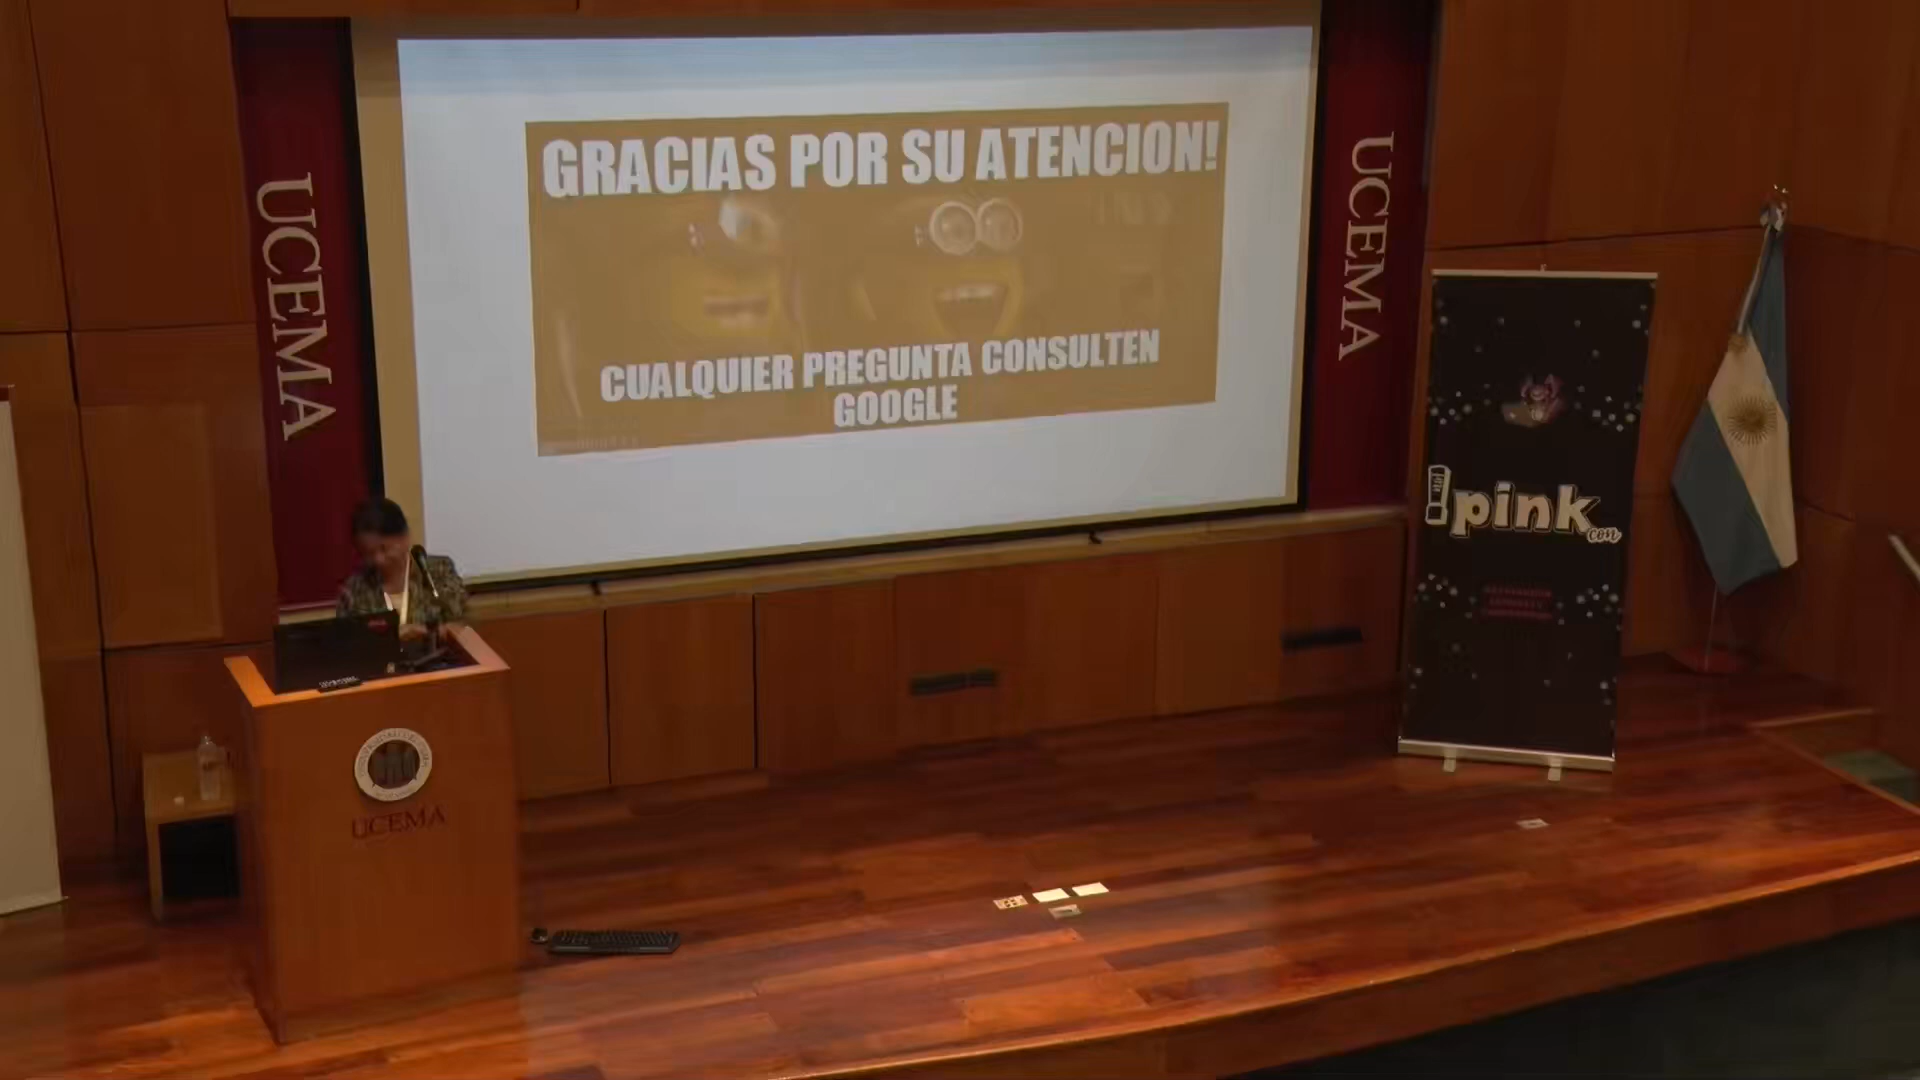 GRACIAS POR SU ATENCION!
CUALQUIER PREGUNTA CONSULTEN
GOOGLE
UCEMA
UCEMA
!pink
con
UCEMA